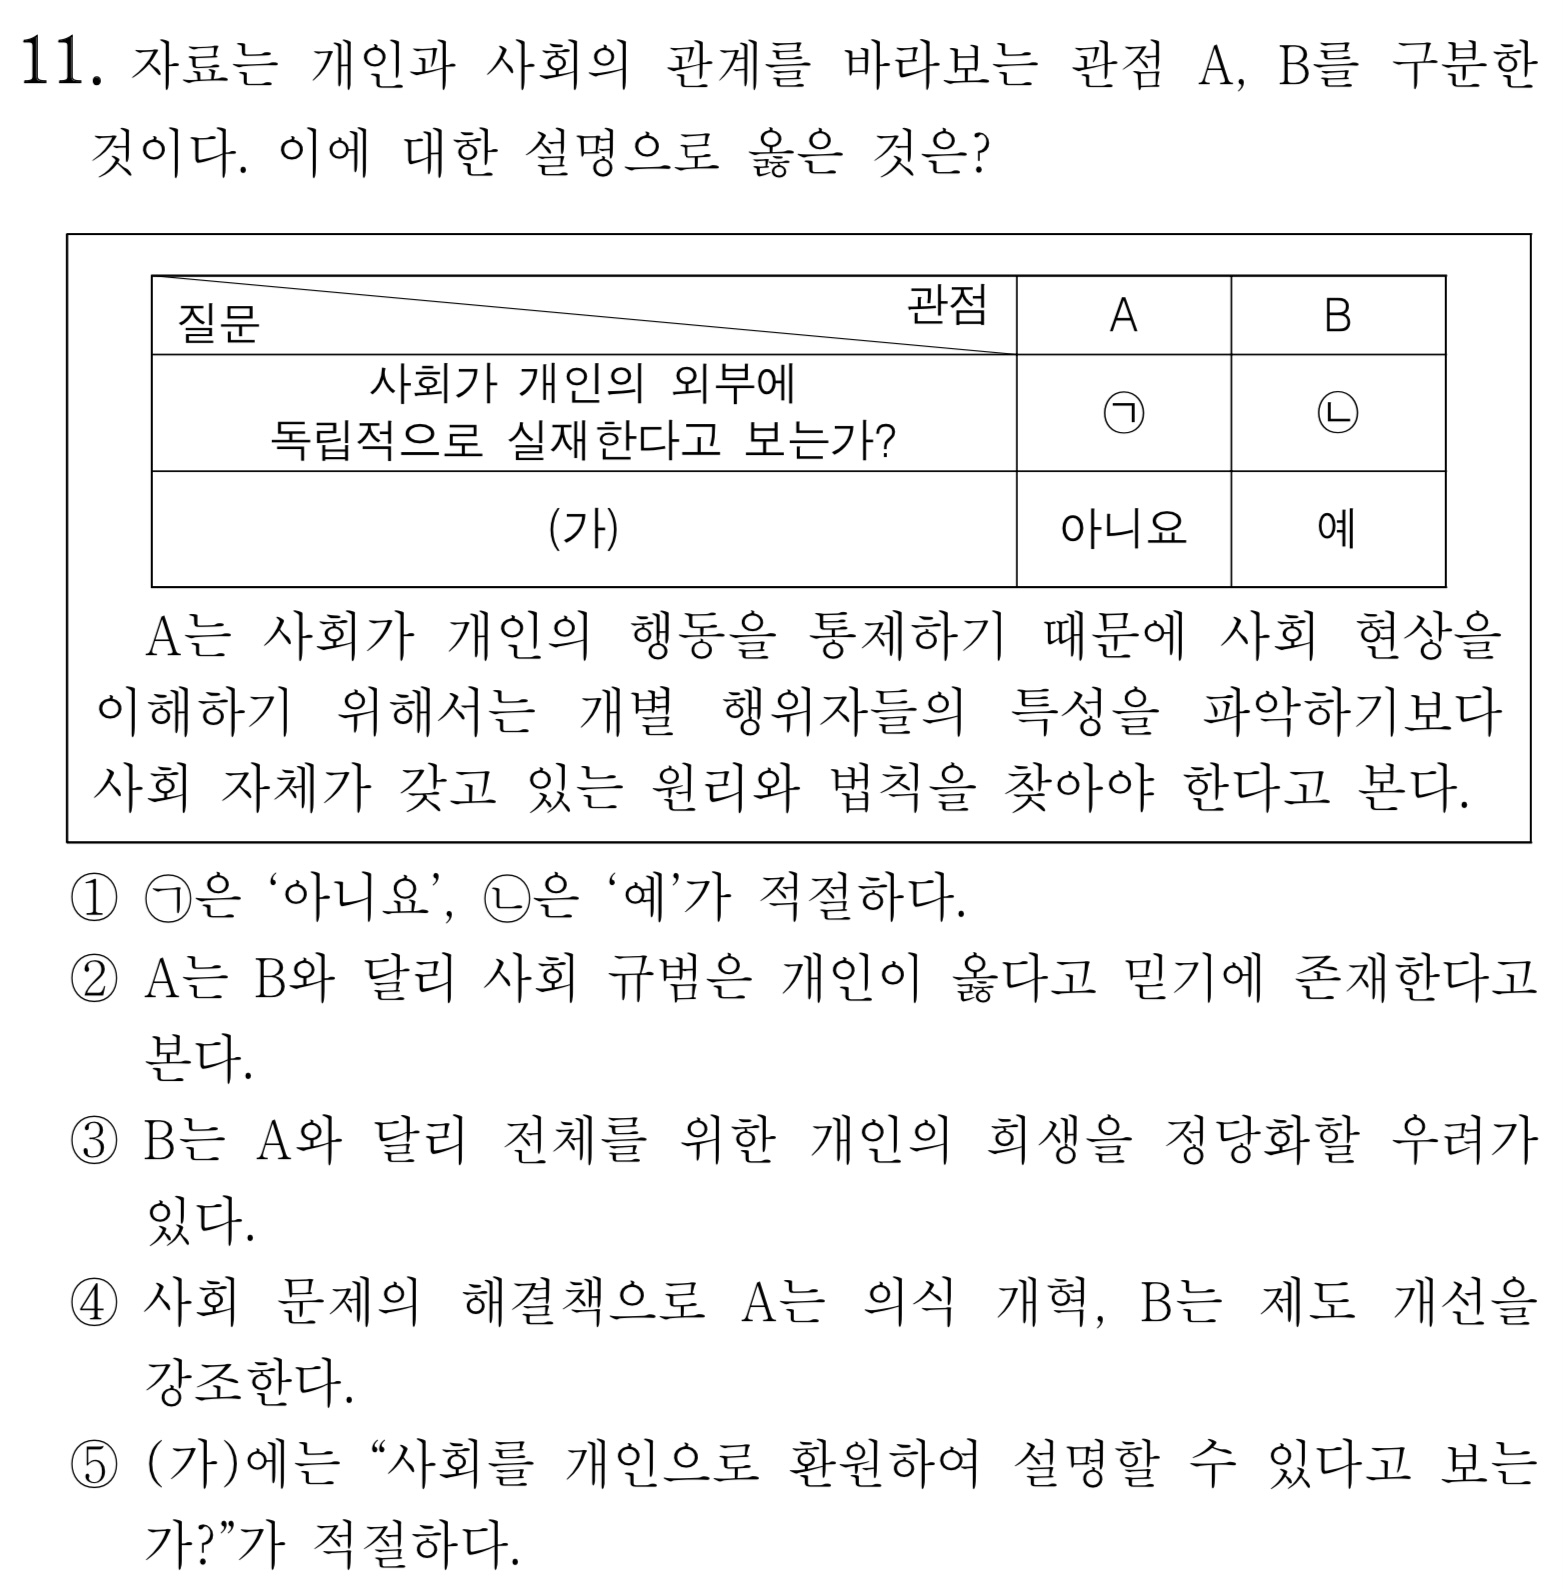 11. 자료는 개인과 사회의 관계를 바라보는 관점 A, B를 구분한
것이다. 이에 대한 설명으로 옳은 것은?
질문 관점 A B
사회가 개인의 외부에
독립적으로 실재한다고 보는가? ㉠ ㉡
(가) 아니요 예
A는 사회가 개인의 행동을 통제하기 때문에 사회 현상을
이해하기 위해서는 개별 행위자들의 특성을 파악하기보다
사회 자체가 갖고 있는 원리와 법칙을 찾아야 한다고 본다.
① ㉠은 ‘아니요’, ㉡은 ‘예’가 적절하다.
② A는 B와 달리 사회 규범은 개인이 옳다고 믿기에 존재한다고
본다.
③ B는 A와 달리 전체를 위한 개인의 희생을 정당화할 우려가
있다.
④ 사회 문제의 해결책으로 A는 의식 개혁, B는 제도 개선을
강조한다.
⑤ (가)에는 “사회를 개인으로 환원하여 설명할 수 있다고 보는
가?”가 적절하다.